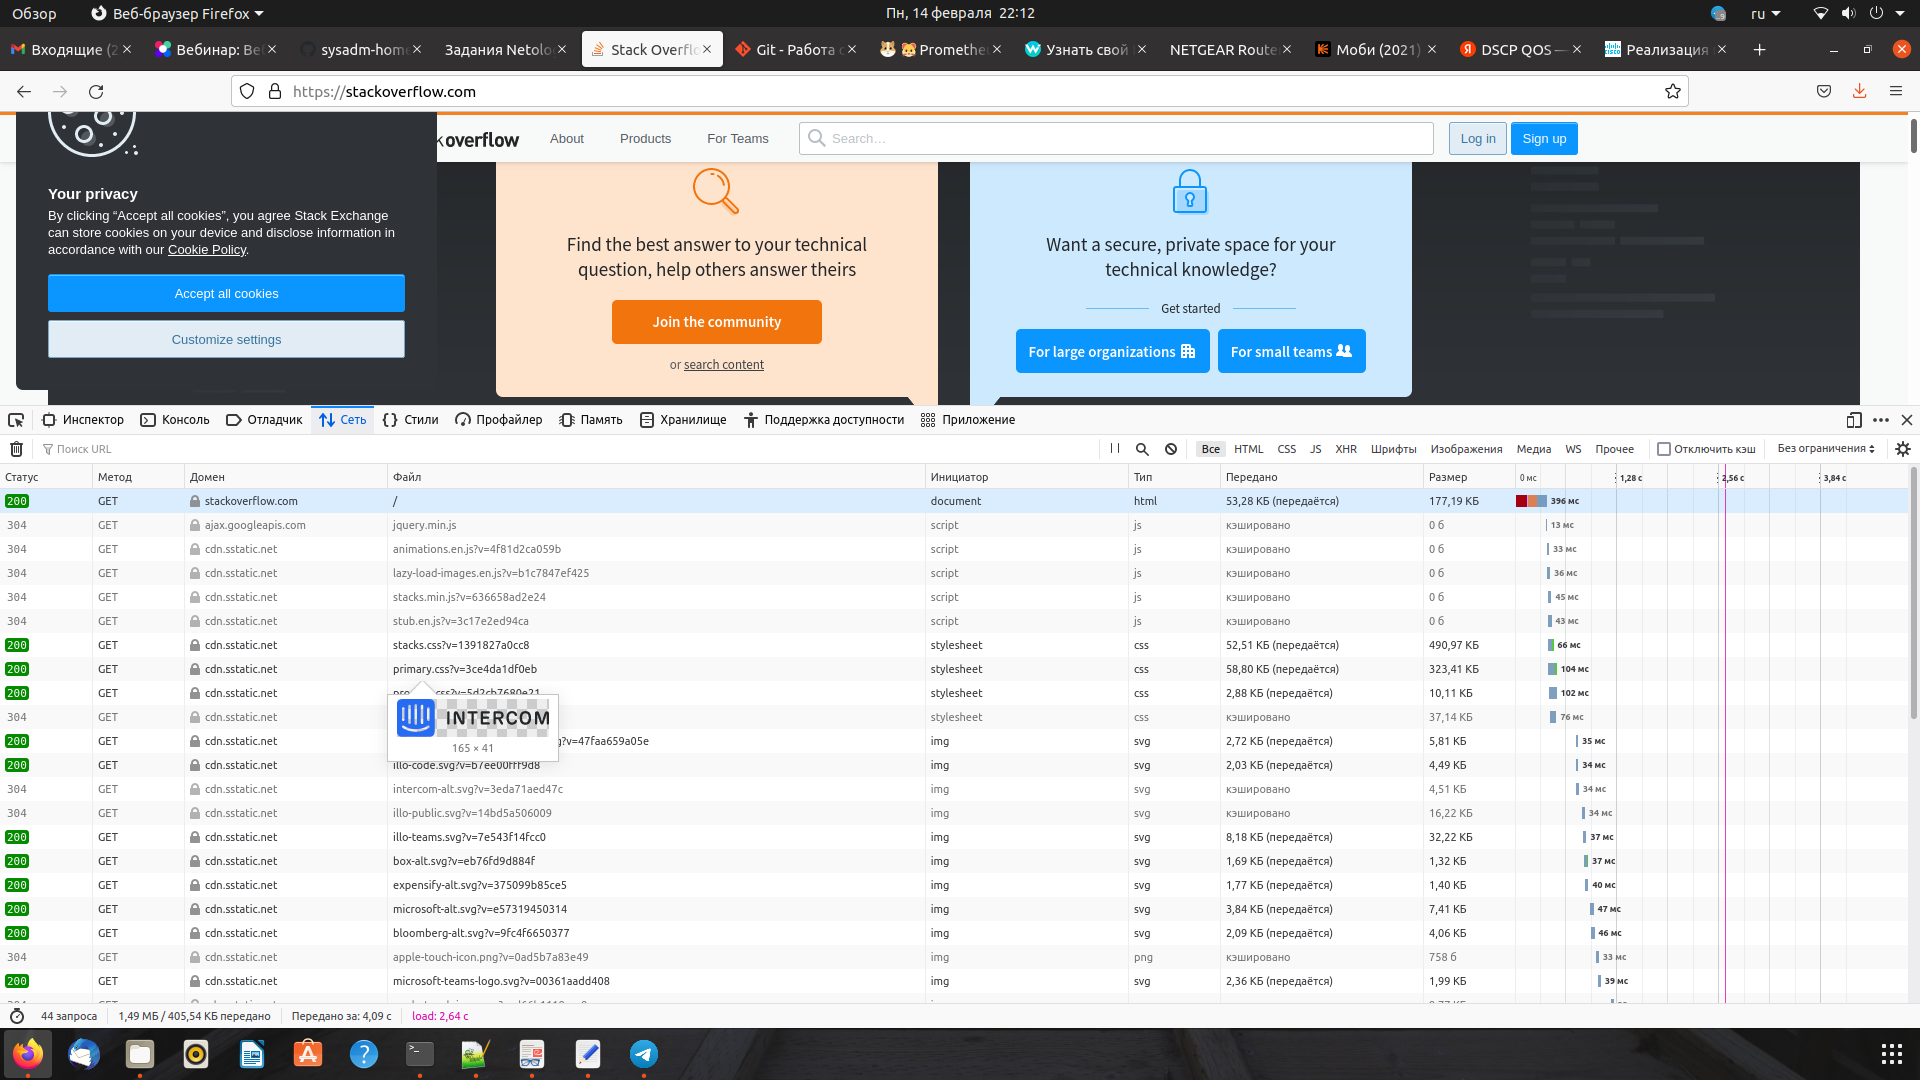 Обзор Веб-браузер Firefox Пн, 14 февраля 22:12 ru
Входящие (2 Вебинар: Ве sysadm-hom Задания Netolo Stack Overfl Git - Работа с Prometh Узнать свой I NETGEAR Route Моби (2021) DSCP QOS — Реализация
https://stackoverflow.com
overflow About Products For Teams Search… Log in Sign up
Your privacy
By clicking “Accept all cookies”, you agree Stack Exchange
can store cookies on your device and disclose information in
accordance with our Cookie Policy.
Accept all cookies
Customize settings
Find the best answer to your technical
question, help others answer theirs
Join the community
or search content
Want a secure, private space for your
technical knowledge?
Get started
For large organizations For small teams
Инспектор Консоль Отладчик Сеть Стили Профайлер Память Хранилище Поддержка доступности Приложение
Поиск URL Все HTML CSS JS XHR Шрифты Изображения Медиа WS Прочее Отключить кэш Без ограничения
Статус Метод Домен Файл Инициатор Тип Передано Размер 0 мс 1,28 с 2,56 с 3,84 с
200 GET stackoverflow.com / document html 53,28 КБ (передаётся) 177,19 КБ 396 мс
304 GET ajax.googleapis.com jquery.min.js script js кэшировано 0 б 13 мс
304 GET cdn.sstatic.net animations.en.js?v=4f81d2ca059b script js кэшировано 0 б 33 мс
304 GET cdn.sstatic.net lazy-load-images.en.js?v=b1c7847ef425 script js кэшировано 0 б 36 мс
304 GET cdn.sstatic.net stacks.min.js?v=636658ad2e24 script js кэшировано 0 б 45 мс
304 GET cdn.sstatic.net stub.en.js?v=3c17e2ed94ca script js кэшировано 0 б 43 мс
200 GET cdn.sstatic.net stacks.css?v=1391827a0cc8 stylesheet css 52,51 КБ (передаётся) 490,97 КБ 66 мс
200 GET cdn.sstatic.net primary.css?v=3ce4da1df0eb stylesheet css 58,80 КБ (передаётся) 323,41 КБ 104 мс
200 GET cdn.sstatic.net stylesheet css 2,88 КБ (передаётся) 10,11 КБ 102 мс
304 GET cdn.sstatic.net stylesheet css кэшировано 37,14 КБ 76 мс
INTERCOM
165 × 41
200 GET cdn.sstatic.net g?v=47faa659a05e img svg 2,72 КБ (передаётся) 5,81 КБ 35 мс
200 GET cdn.sstatic.net illo-code.svg?v=b7ee00fff9d8 img svg 2,03 КБ (передаётся) 4,49 КБ 34 мс
304 GET cdn.sstatic.net intercom-alt.svg?v=3eda71aed47c img svg кэшировано 4,51 КБ 34 мс
304 GET cdn.sstatic.net illo-public.svg?v=14bd5a506009 img svg кэшировано 16,22 КБ 34 мс
200 GET cdn.sstatic.net illo-teams.svg?v=7e543f14fcc0 img svg 8,18 КБ (передаётся) 32,22 КБ 37 мс
200 GET cdn.sstatic.net box-alt.svg?v=eb76fd9d884f img svg 1,69 КБ (передаётся) 1,32 КБ 37 мс
200 GET cdn.sstatic.net expensify-alt.svg?v=375099b85ce5 img svg 1,77 КБ (передаётся) 1,40 КБ 40 мс
200 GET cdn.sstatic.net microsoft-alt.svg?v=e57319450314 img svg 3,84 КБ (передаётся) 7,41 КБ 47 мс
200 GET cdn.sstatic.net bloomberg-alt.svg?v=9fc4f6650377 img svg 2,09 КБ (передаётся) 4,06 КБ 46 мс
304 GET cdn.sstatic.net apple-touch-icon.png?v=0ad5b7a83e49 img png кэшировано 758 б 33 мс
200 GET cdn.sstatic.net microsoft-teams-logo.svg?v=00361aadd408 img svg 2,36 КБ (передаётся) 1,99 КБ 39 мс
44 запроса 1,49 МБ / 405,54 КБ передано Передано за: 4,09 с load: 2,64 с